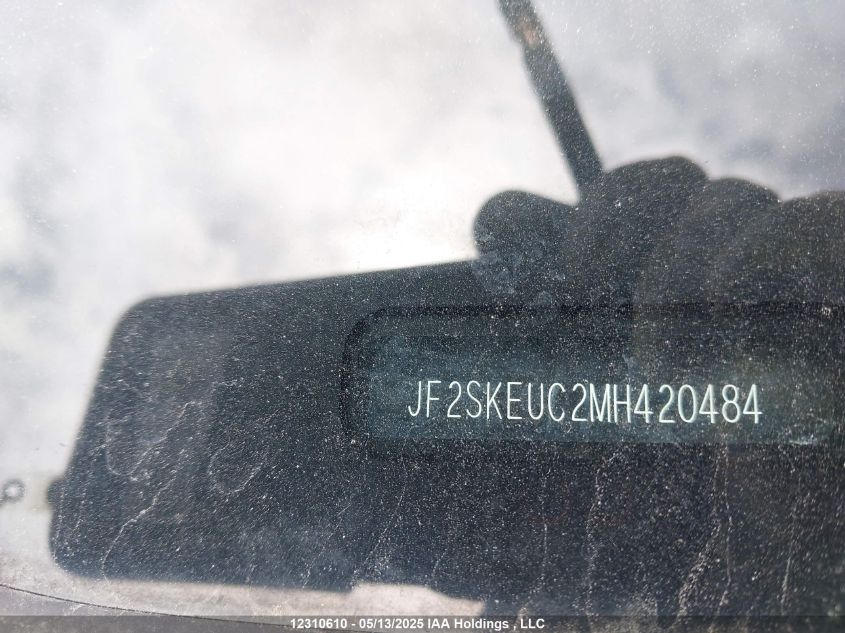 JF2SKEUC2MH420484
12310610 - 05/13/2025 IAA Holdings , LLC